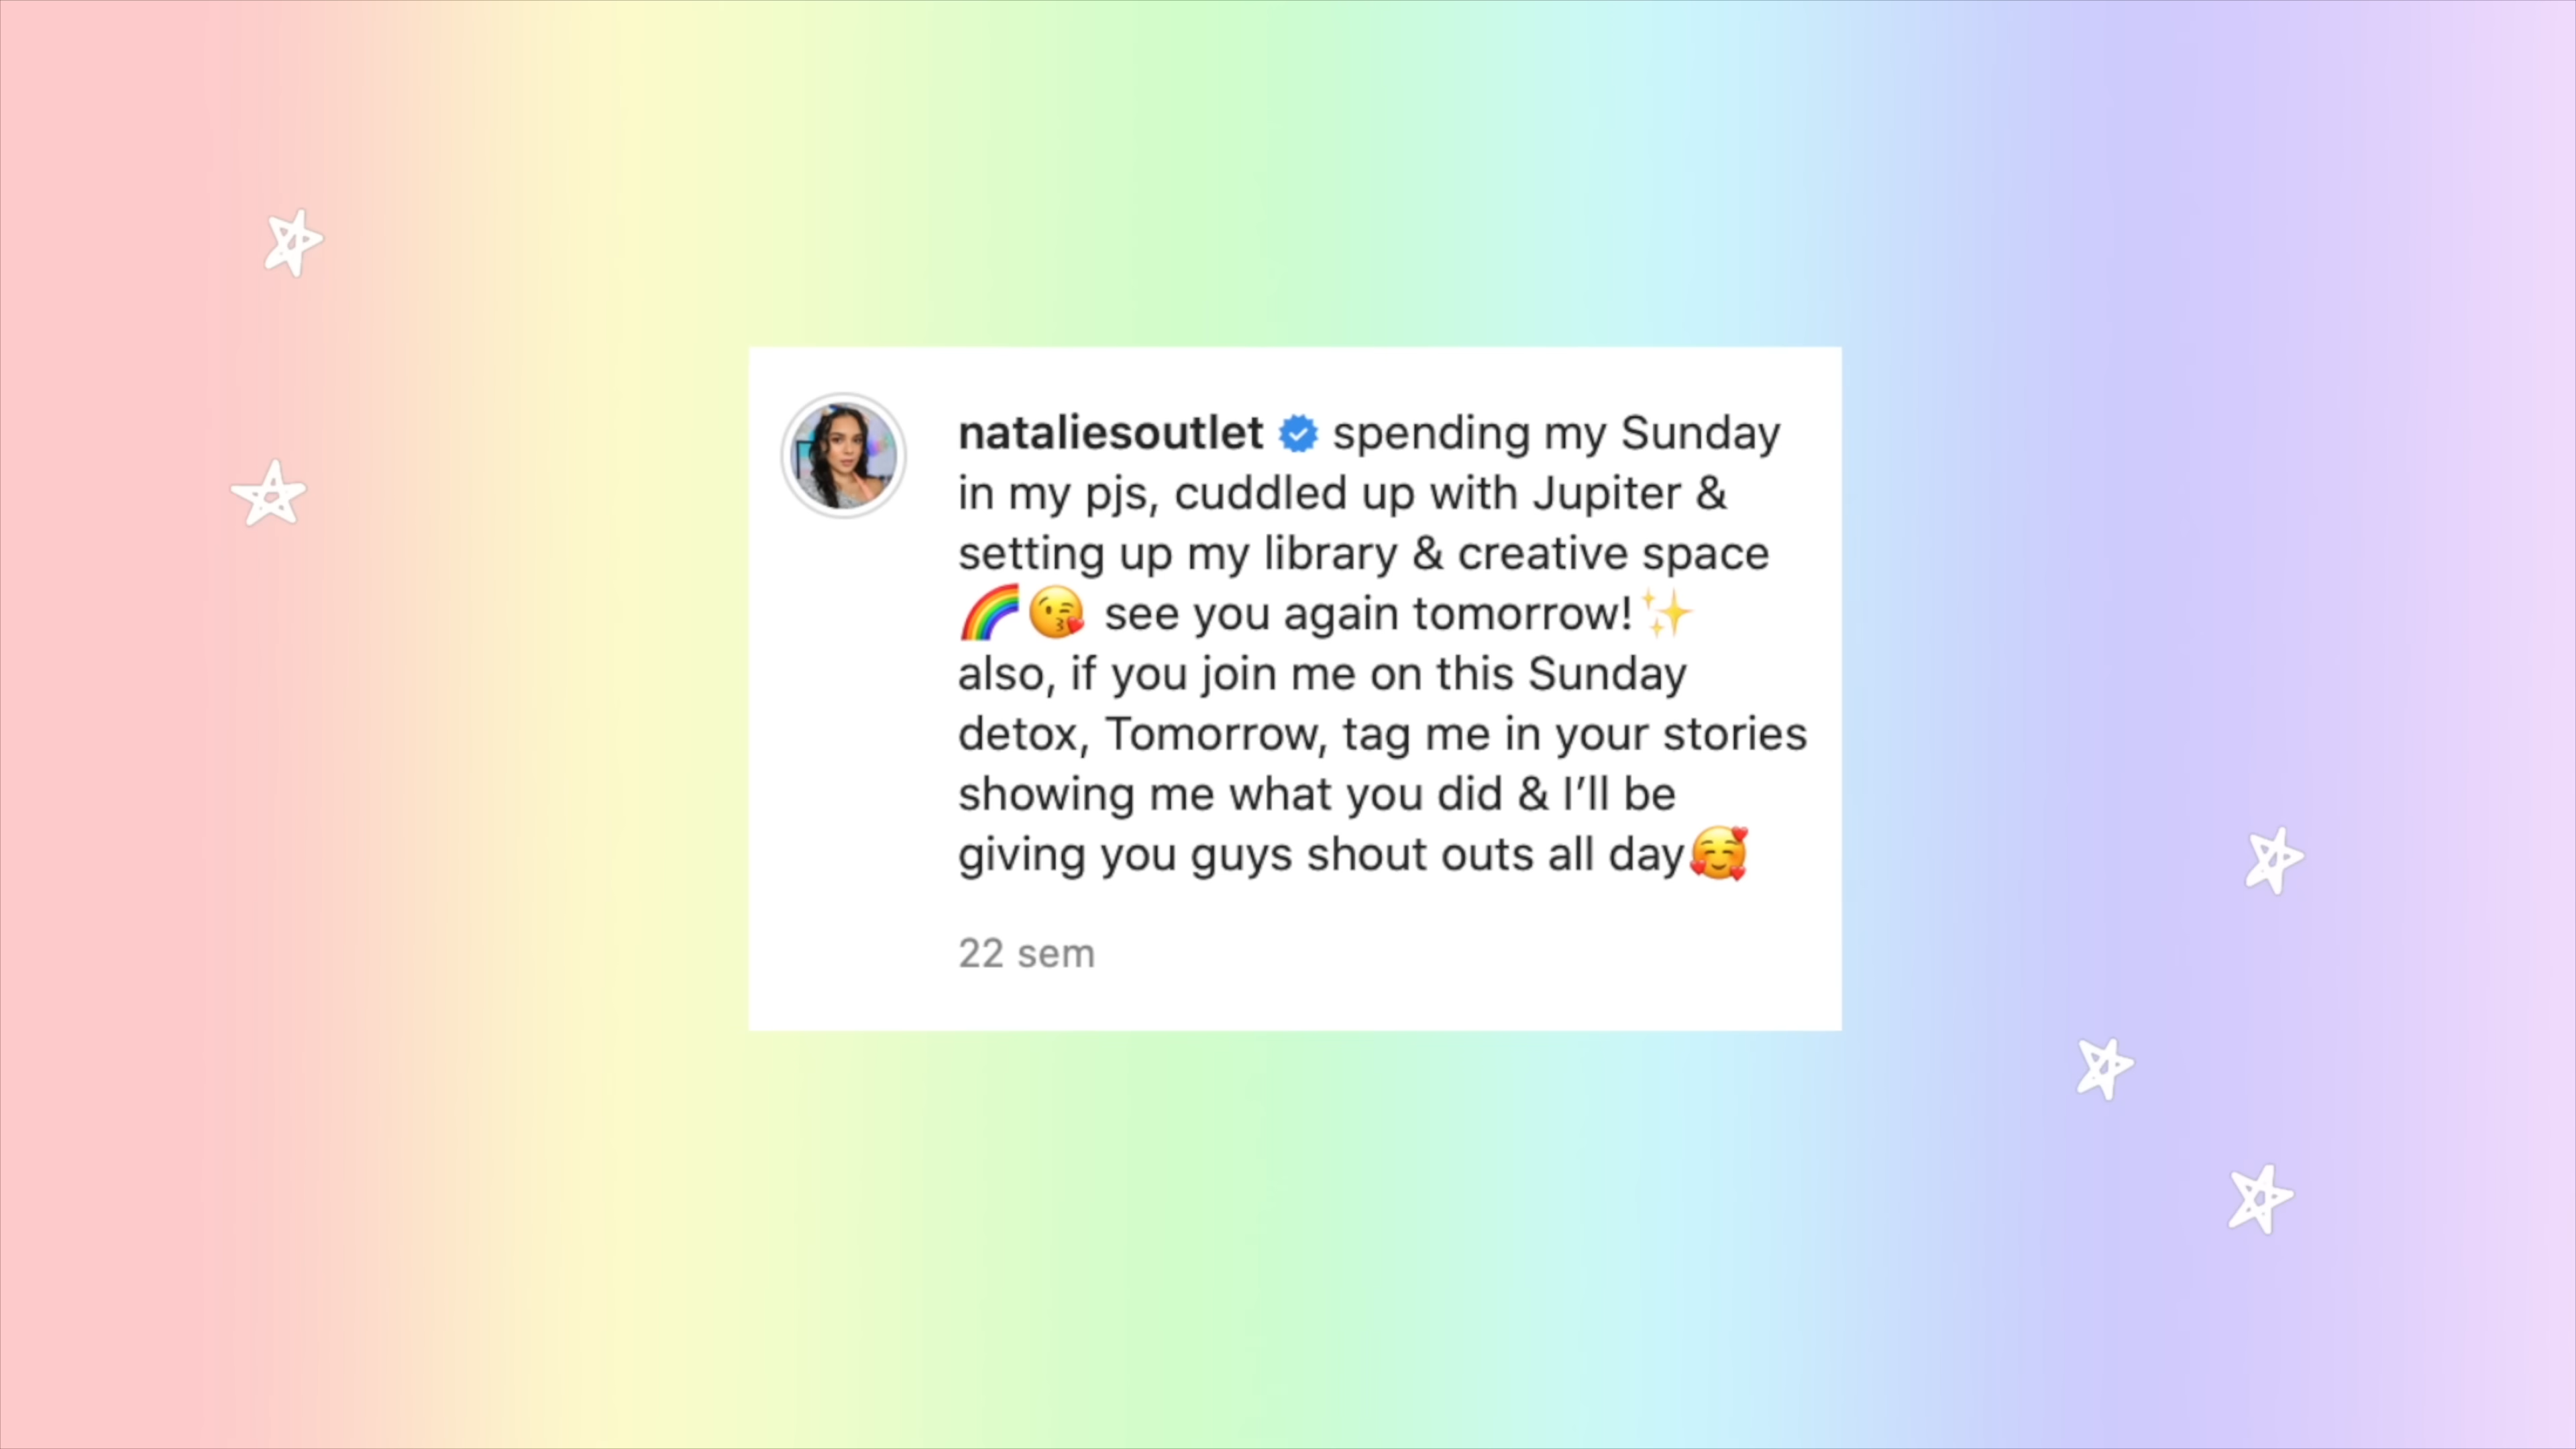 nataliesoutlet spending my Sunday
in my pjs, cuddled up with Jupiter &
setting up my library & creative space
🌈😘 see you again tomorrow!✨
also, if you join me on this Sunday
detox, Tomorrow, tag me in your stories
showing me what you did & I’ll be
giving you guys shout outs all day🥰
22 sem